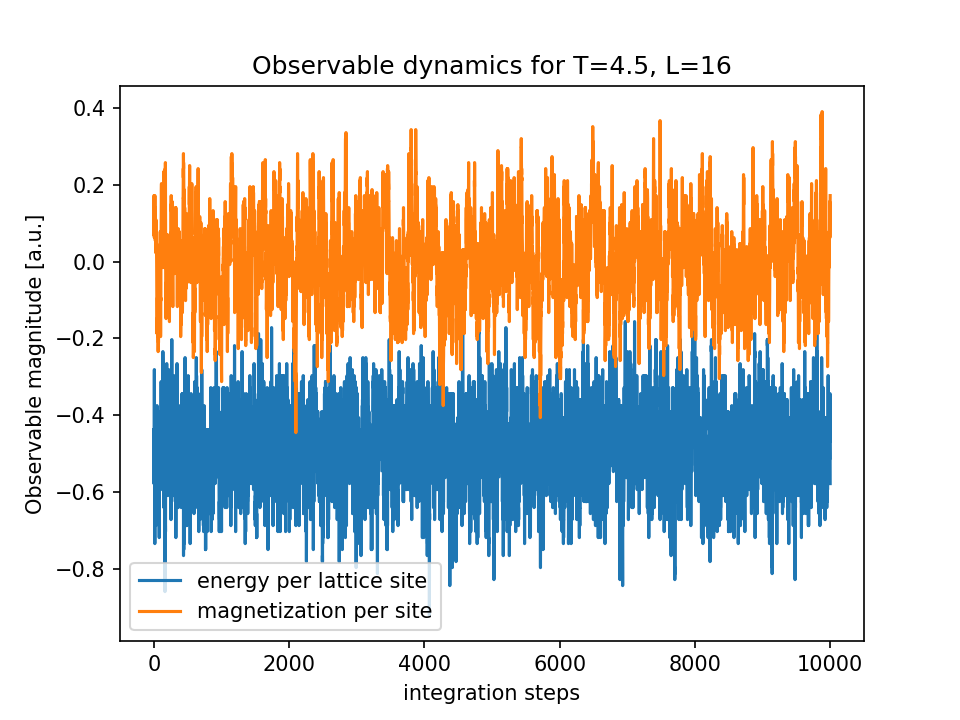 Observable dynamics for T=4.5, L=16
Observable magnitude [a.u.]
0.4
0.2
0.0
−0.2
−0.4
−0.6
−0.8
energy per lattice site
magnetization per site
0 2000 4000 6000 8000 10000
integration steps